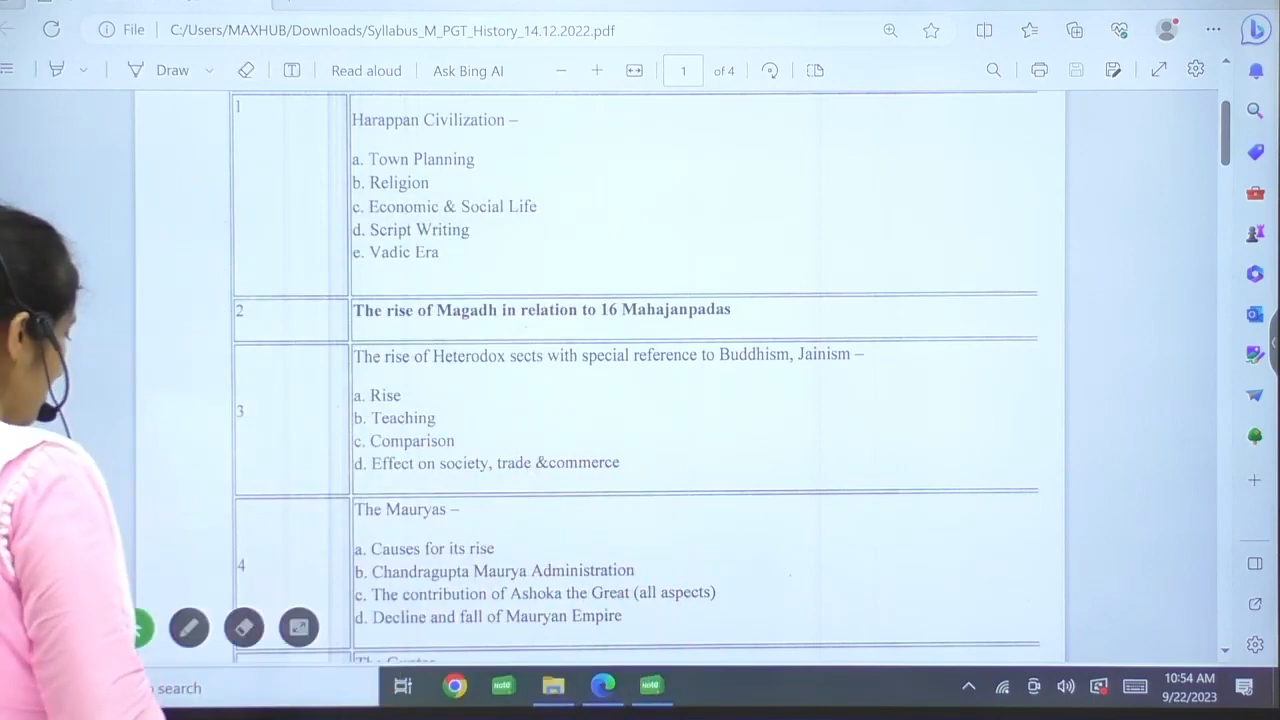 File
C:/Users/MAXHUB/Downloads/Syllabus_M_PGT_History_14.12.2022.pdf
Draw
Read aloud
Ask Bing AI
1
of 4
1
Harappan Civilization –
a. Town Planning
b. Religion
c. Economic & Social Life
d. Script Writing
e. Vadic Era
2
The rise of Magadh in relation to 16 Mahajanpadas
3
The rise of Heterodox sects with special reference to Buddhism, Jainism –
a. Rise
b. Teaching
c. Comparison
d. Effect on society, trade &commerce
4
The Mauryas –
a. Causes for its rise
b. Chandragupta Maurya Administration
c. The contribution of Ashoka the Great (all aspects)
d. Decline and fall of Mauryan Empire
search
Note
Note
10:54 AM
9/22/2023